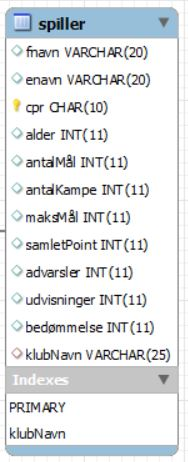 spiller
fnavn VARCHAR(20)
enavn VARCHAR(20)
cpr CHAR(10)
alder INT(11)
antalMål INT(11)
antalKampe INT(11)
maksMål INT(11)
samletPoint INT(11)
advarsler INT(11)
udvisninger INT(11)
bedømmelse INT(11)
klubNavn VARCHAR(25)
Indexes
PRIMARY
klubNavn